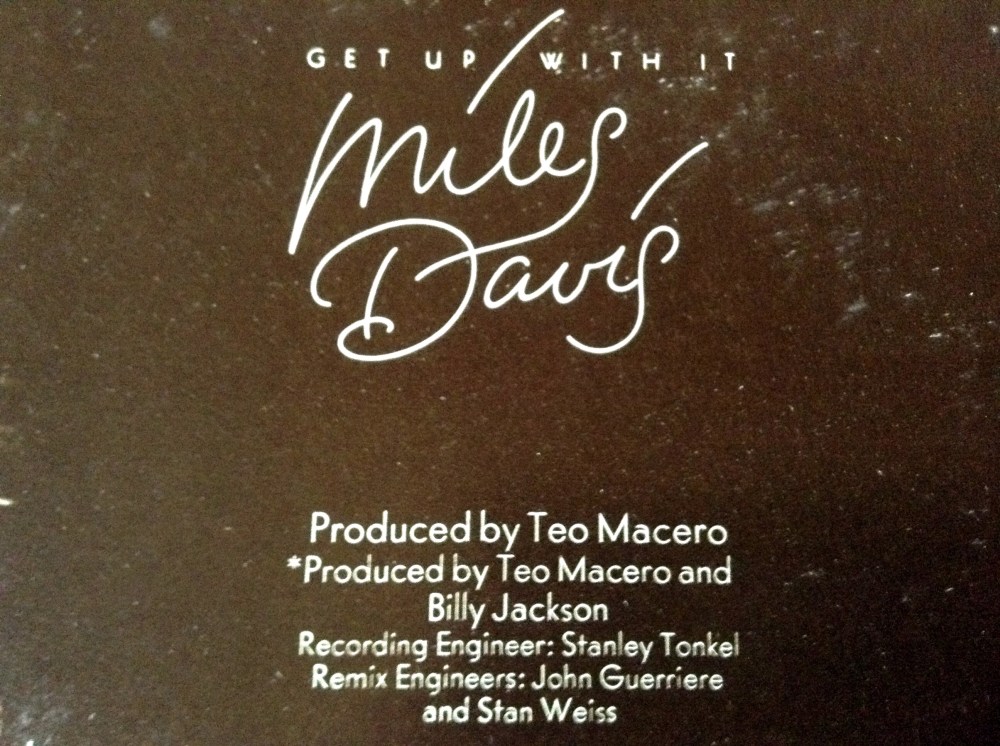 GET UP WITH IT
Miles
Davis
Produced by Teo Macero
*Produced by Teo Macero and
Billy Jackson
Recording Engineer: Stanley Tonkel
Remix Engineers: John Guerriere
and Stan Weiss